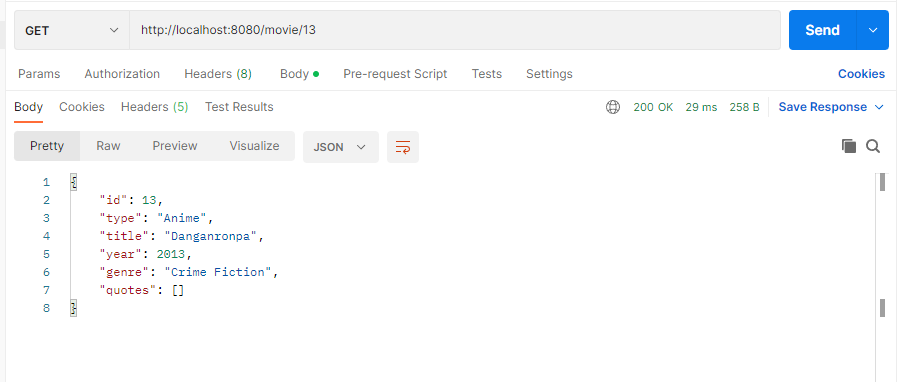 GET http://localhost:8080/movie/13 Send
Params Authorization Headers (8) Body Pre-request Script Tests Settings Cookies
Body Cookies Headers (5) Test Results 200 OK 29 ms 258 B Save Response
Pretty Raw Preview Visualize JSON
1 {
2 "id": 13,
3 "type": "Anime",
4 "title": "Danganronpa",
5 "year": 2013,
6 "genre": "Crime Fiction",
7 "quotes": []
8 }